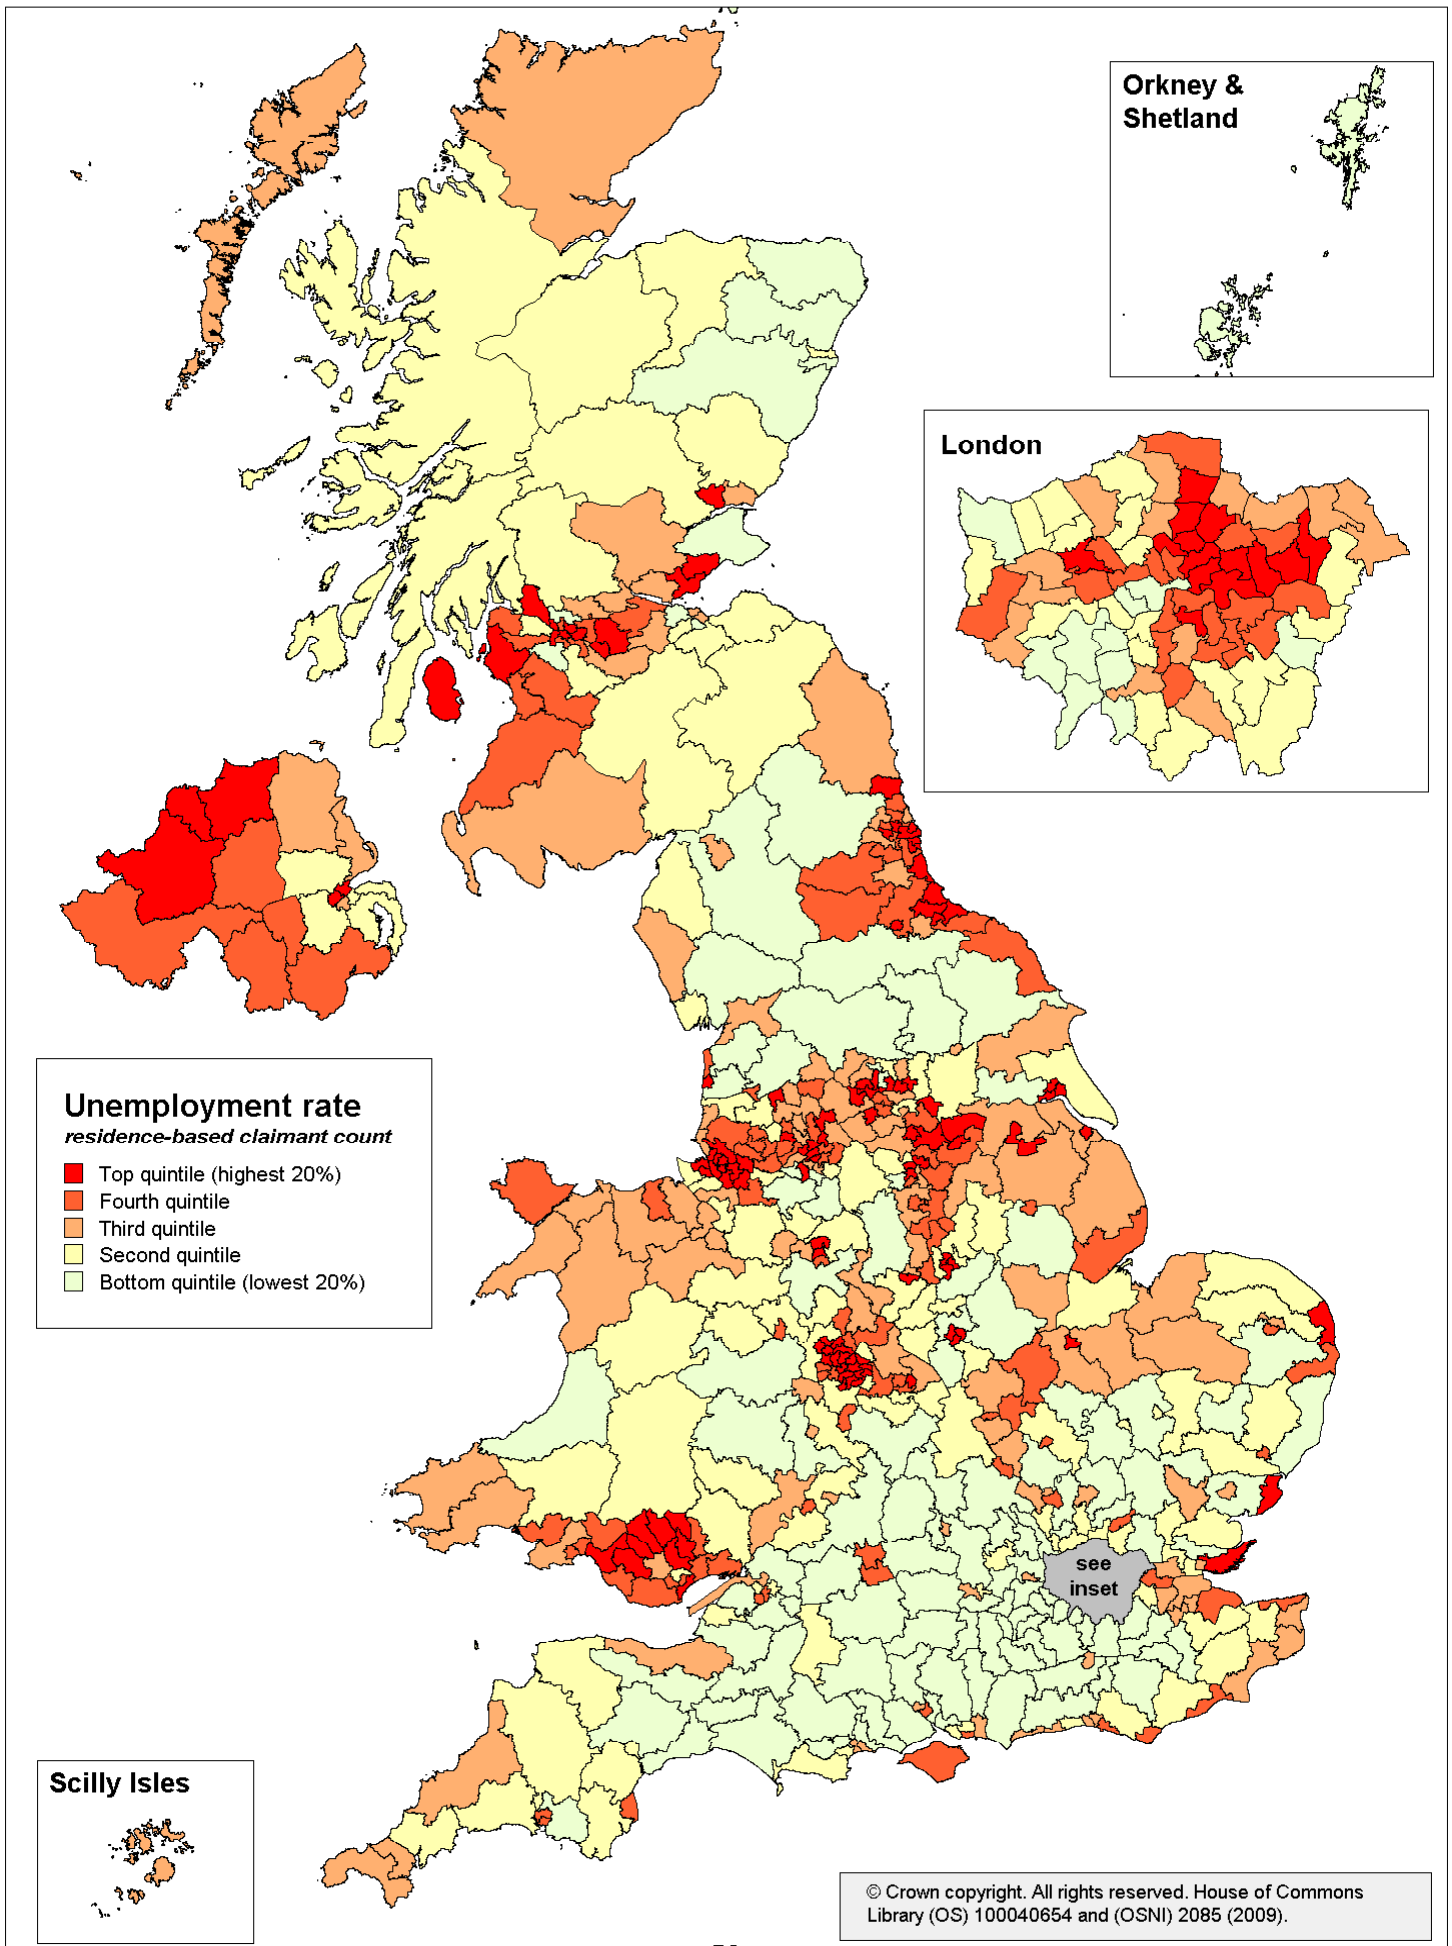 Orkney &
Shetland
London
see
inset
Unemployment rate
residence-based claimant count
Top quintile (highest 20%)
Fourth quintile
Third quintile
Second quintile
Bottom quintile (lowest 20%)
Scilly Isles
© Crown copyright. All rights reserved. House of Commons
Library (OS) 100040654 and (OSNI) 2085 (2009).